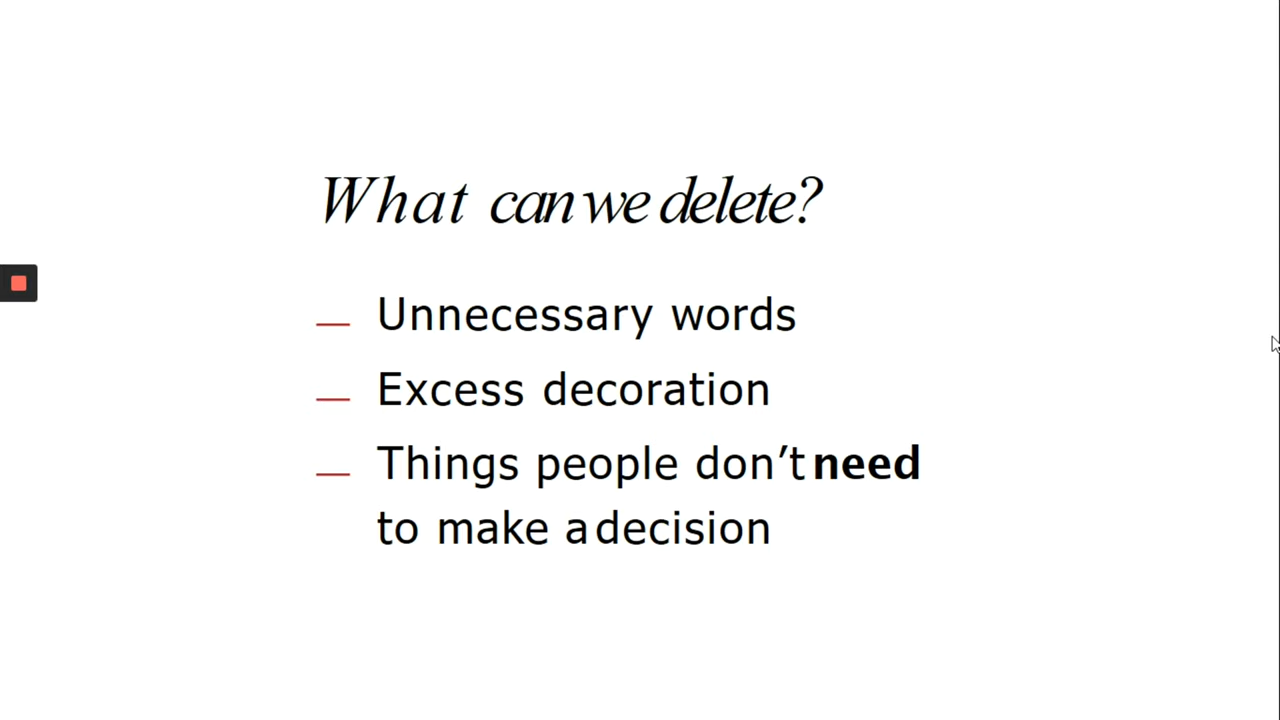 What can we delete?
— Unnecessary words
— Excess decoration
— Things people don’t need
to make a decision